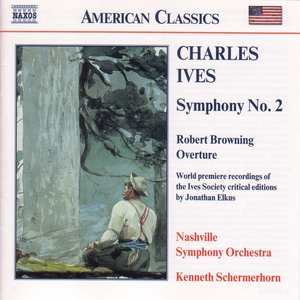 NAXOS
AMERICAN CLASSICS
CHARLES
IVES
Symphony No. 2
Robert Browning
Overture
World premiere recordings of
the Ives Society critical editions
by Jonathan Elkus
Nashville
Symphony Orchestra
Kenneth Schermerhorn